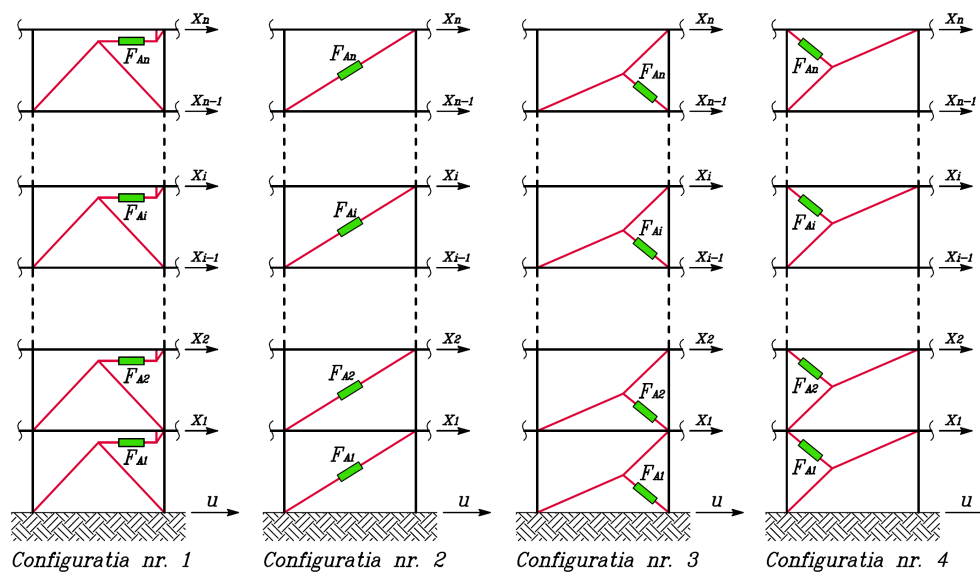 Xn Xn Xn Xn
FAn FAn FAn FAn
Xn-1 Xn-1 Xn-1 Xn-1
Xi Xi Xi Xi
FAi FAi FAi FAi
Xi-1 Xi-1 Xi-1 Xi-1
X2 X2 X2 X2
FA2 FA2 FA2 FA2
X1 X1 X1 X1
FA1 FA1 FA1 FA1
u u u u
Configuratia nr. 1 Configuratia nr. 2 Configuratia nr. 3 Configuratia nr. 4